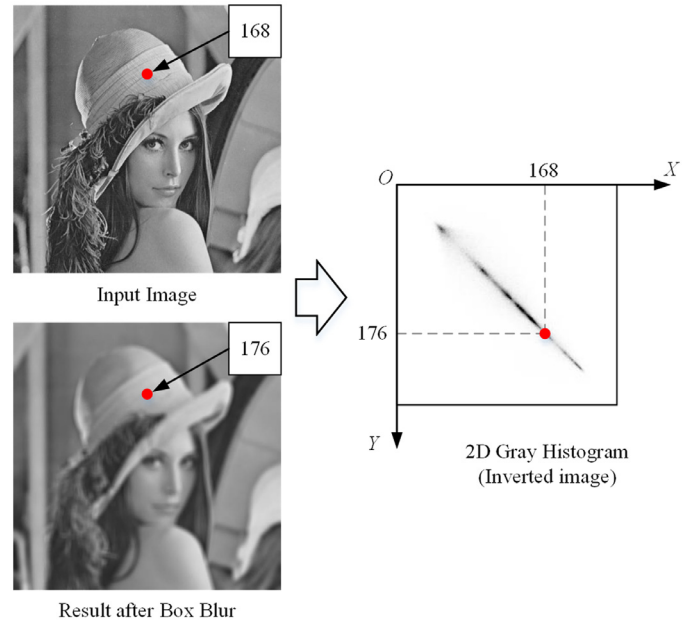 168
Input Image
176
Result after Box Blur
O
168
X
176
Y
2D Gray Histogram
(Inverted image)